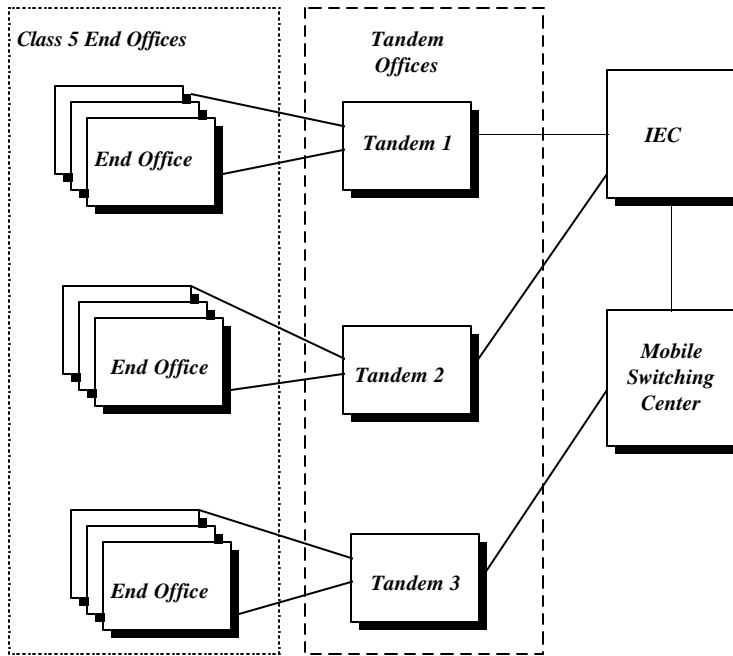 Class 5 End Offices
Tandem
Offices
End Office
Tandem 1
IEC
End Office
Tandem 2
Mobile
Switching
Center
End Office
Tandem 3